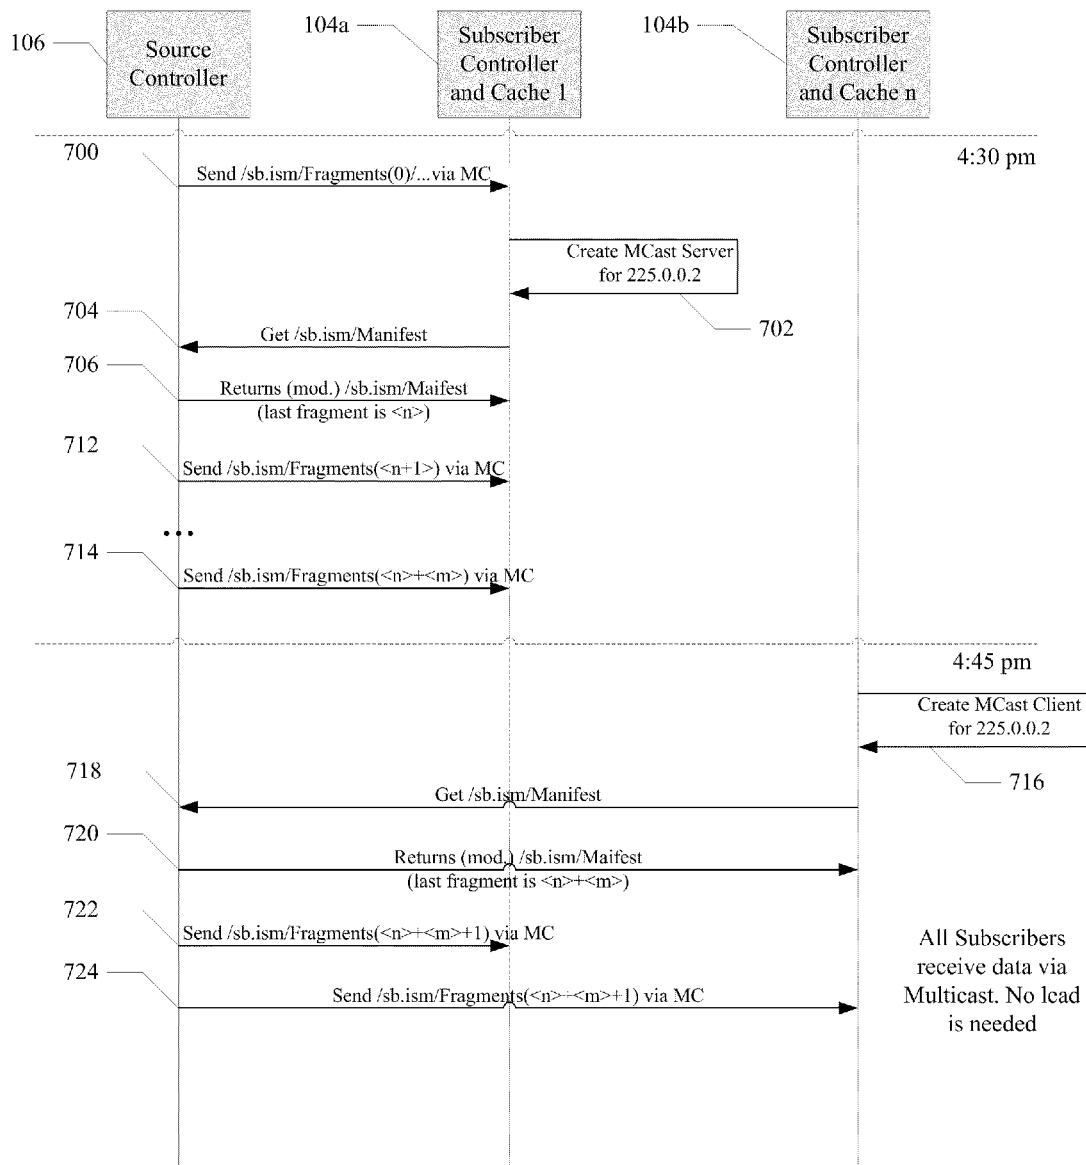 106
Source
Controller
104a
Subscriber
Controller
and Cache 1
104b
Subscriber
Controller
and Cache n
4:30 pm
700
Send /sb.ism/Fragments(0)/...via MC
Create MCast Server
for 225.0.0.2
702
704
Get /sb.ism/Manifest
706
Returns (mod.) /sb.ism/Maifest
(last fragment is <n>)
712
Send /sb.ism/Fragments(<n+1>) via MC
...
714
Send /sb.ism/Fragments(<n>+<m>) via MC
4:45 pm
Create MCast Client
for 225.0.0.2
716
718
Get /sb.ism/Manifest
720
Returns (mod.) /sb.ism/Maifest
(last fragment is <n>+<m>)
722
Send /sb.ism/Fragments(<n>+<m>+1) via MC
724
Send /sb.ism/Fragments(<n>+<m>+1) via MC
All Subscribers
receive data via
Multicast. No lead
is needed